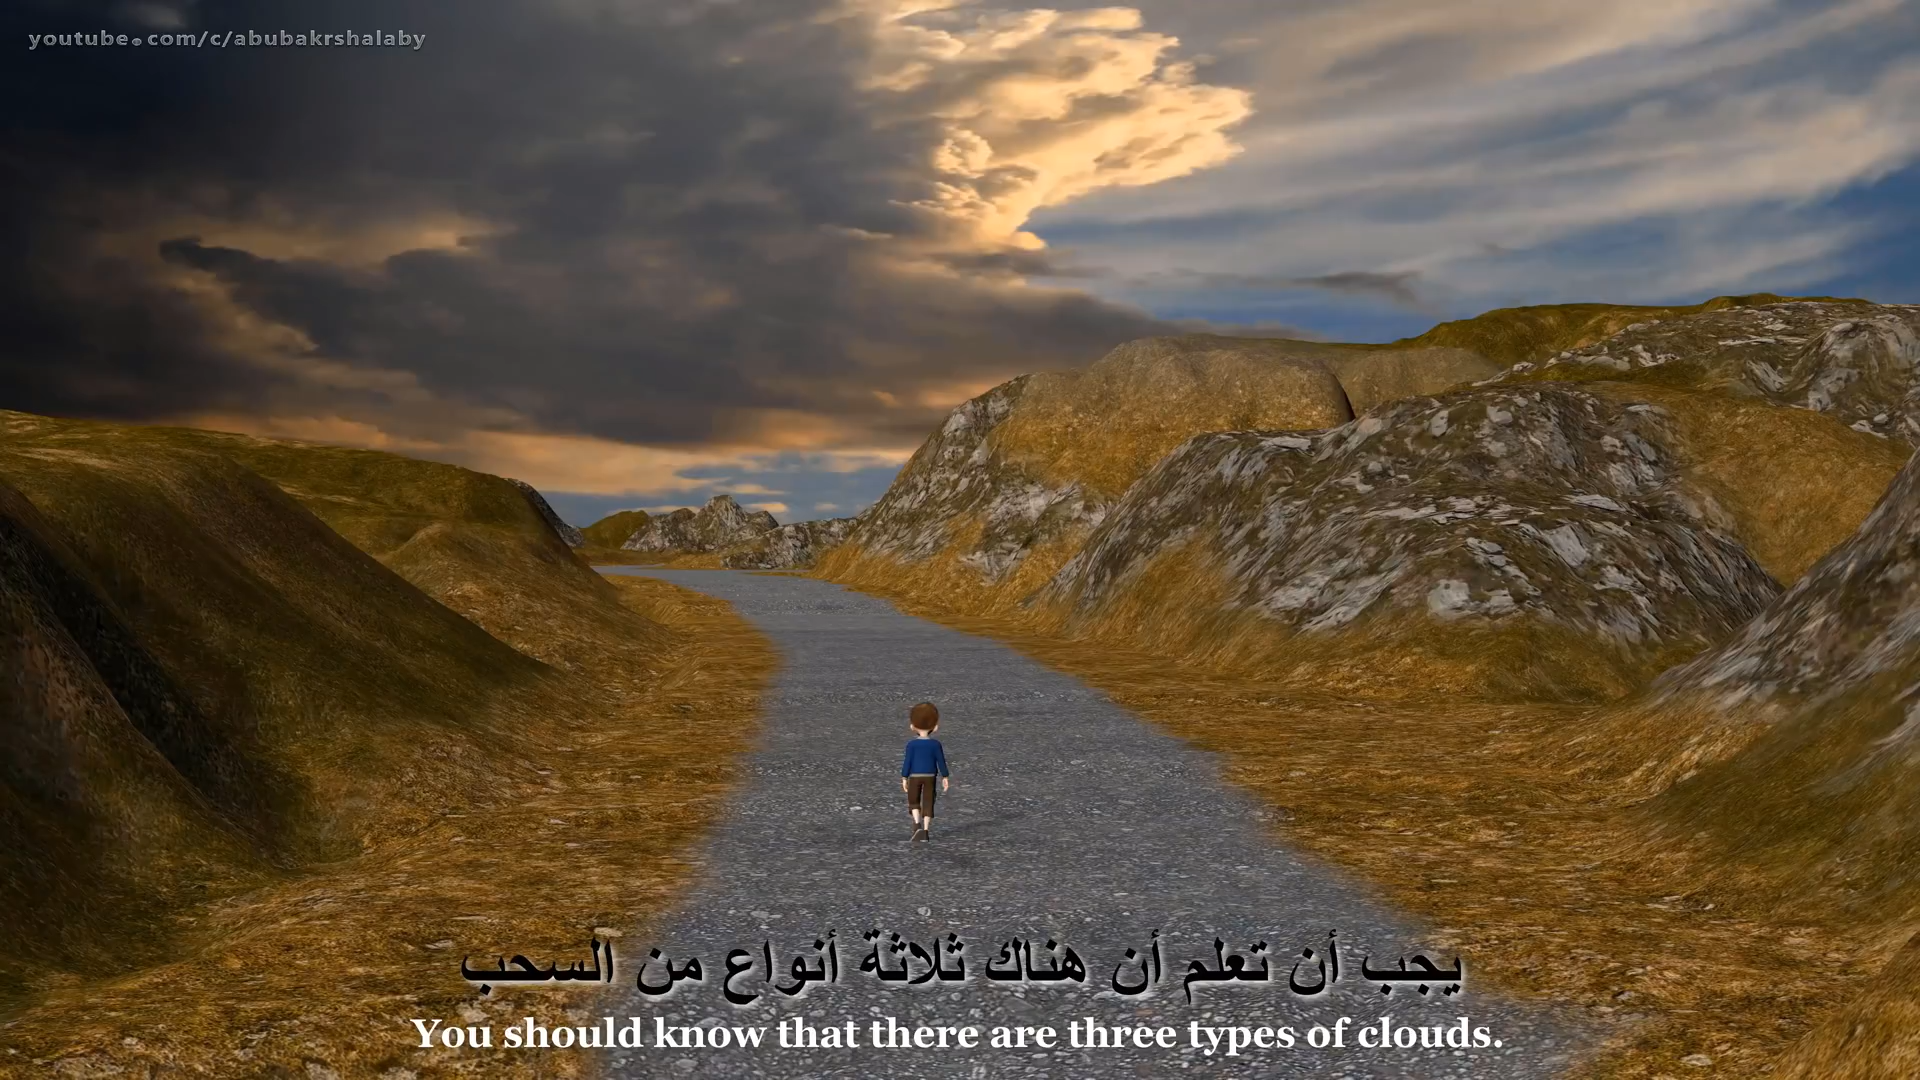 youtube.com/c/abubakrshalaby
يجب أن تعلم أن هناك ثلاثة أنواع من السحب
You should know that there are three types of clouds.